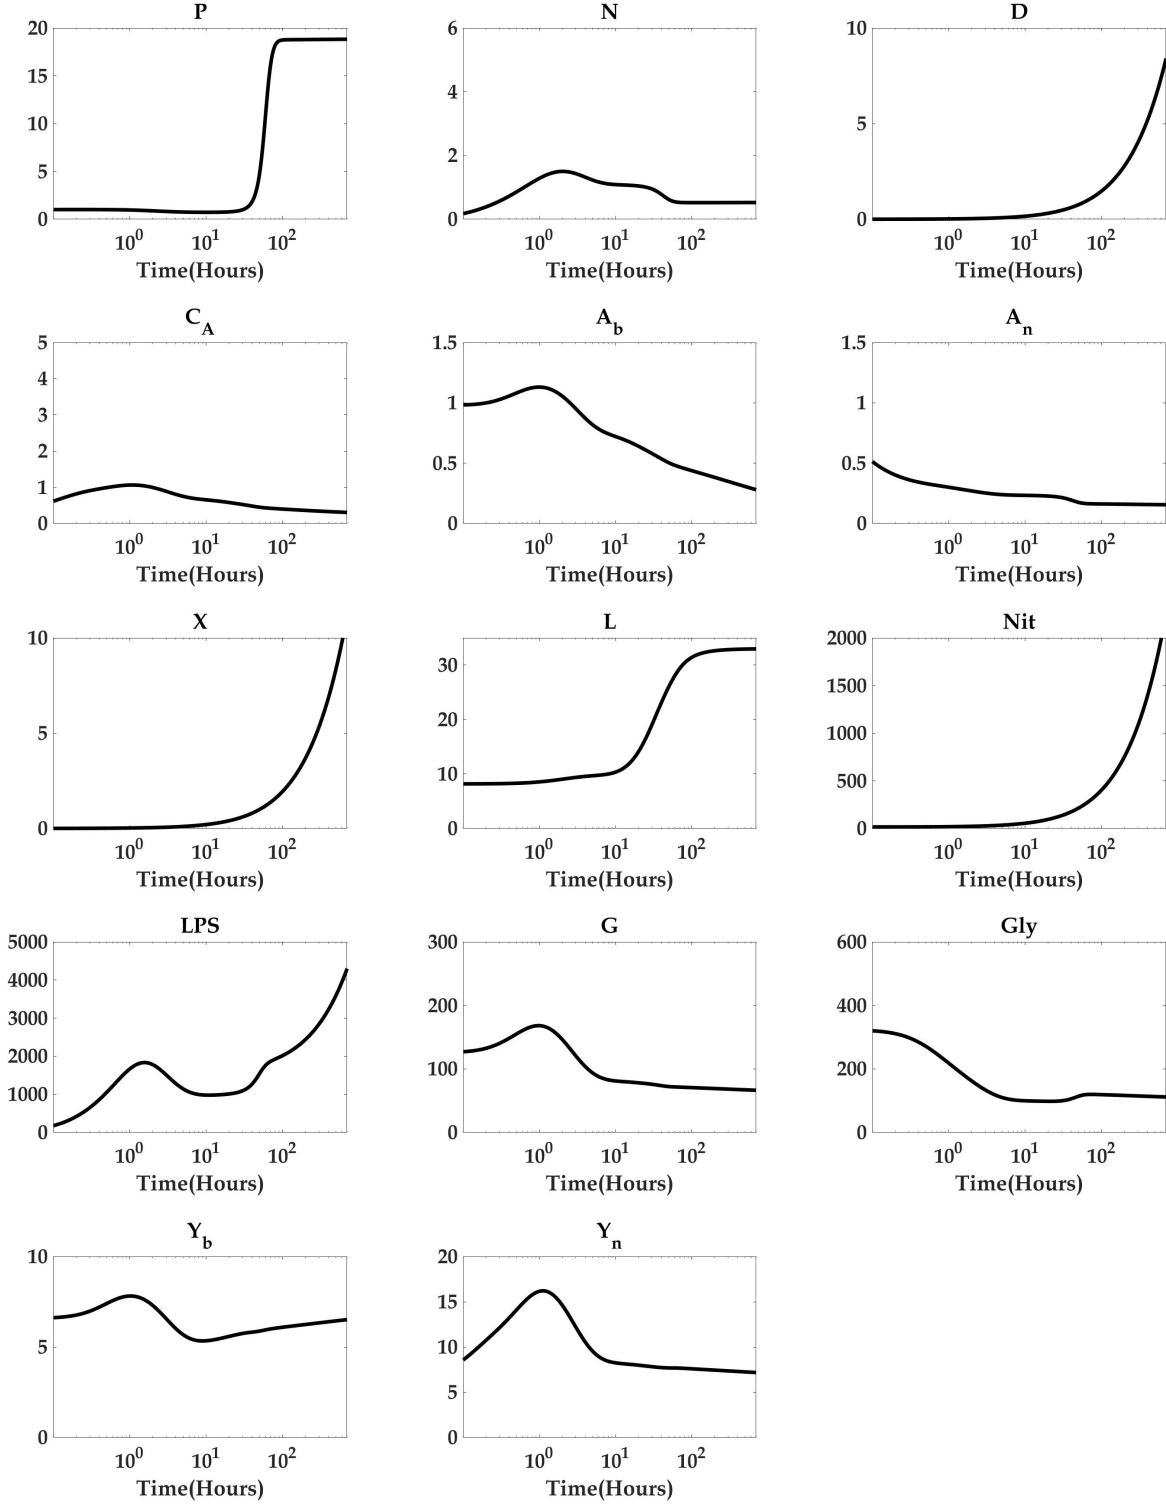 P N D
20 6 10
15 4
10 5
5 2
0 0 0
10^0 10^1 10^2 10^0 10^1 10^2 10^0 10^1 10^2
Time(Hours) Time(Hours) Time(Hours)
C_A A_b A_n
5 1.5 1.5
4
3 1 1
2 0.5 0.5
1
0 0 0
10^0 10^1 10^2 10^0 10^1 10^2 10^0 10^1 10^2
Time(Hours) Time(Hours) Time(Hours)
X L Nit
10 30 2000
1500
5 20 1000
10 500
0 0 0
10^0 10^1 10^2 10^0 10^1 10^2 10^0 10^1 10^2
Time(Hours) Time(Hours) Time(Hours)
LPS G Gly
5000 300 600
4000
3000 200 400
2000 100 200
1000
0 0 0
10^0 10^1 10^2 10^0 10^1 10^2 10^0 10^1 10^2
Time(Hours) Time(Hours) Time(Hours)
Y_b Y_n
10 20
15
5 10
5
0 0
10^0 10^1 10^2 10^0 10^1 10^2
Time(Hours) Time(Hours)